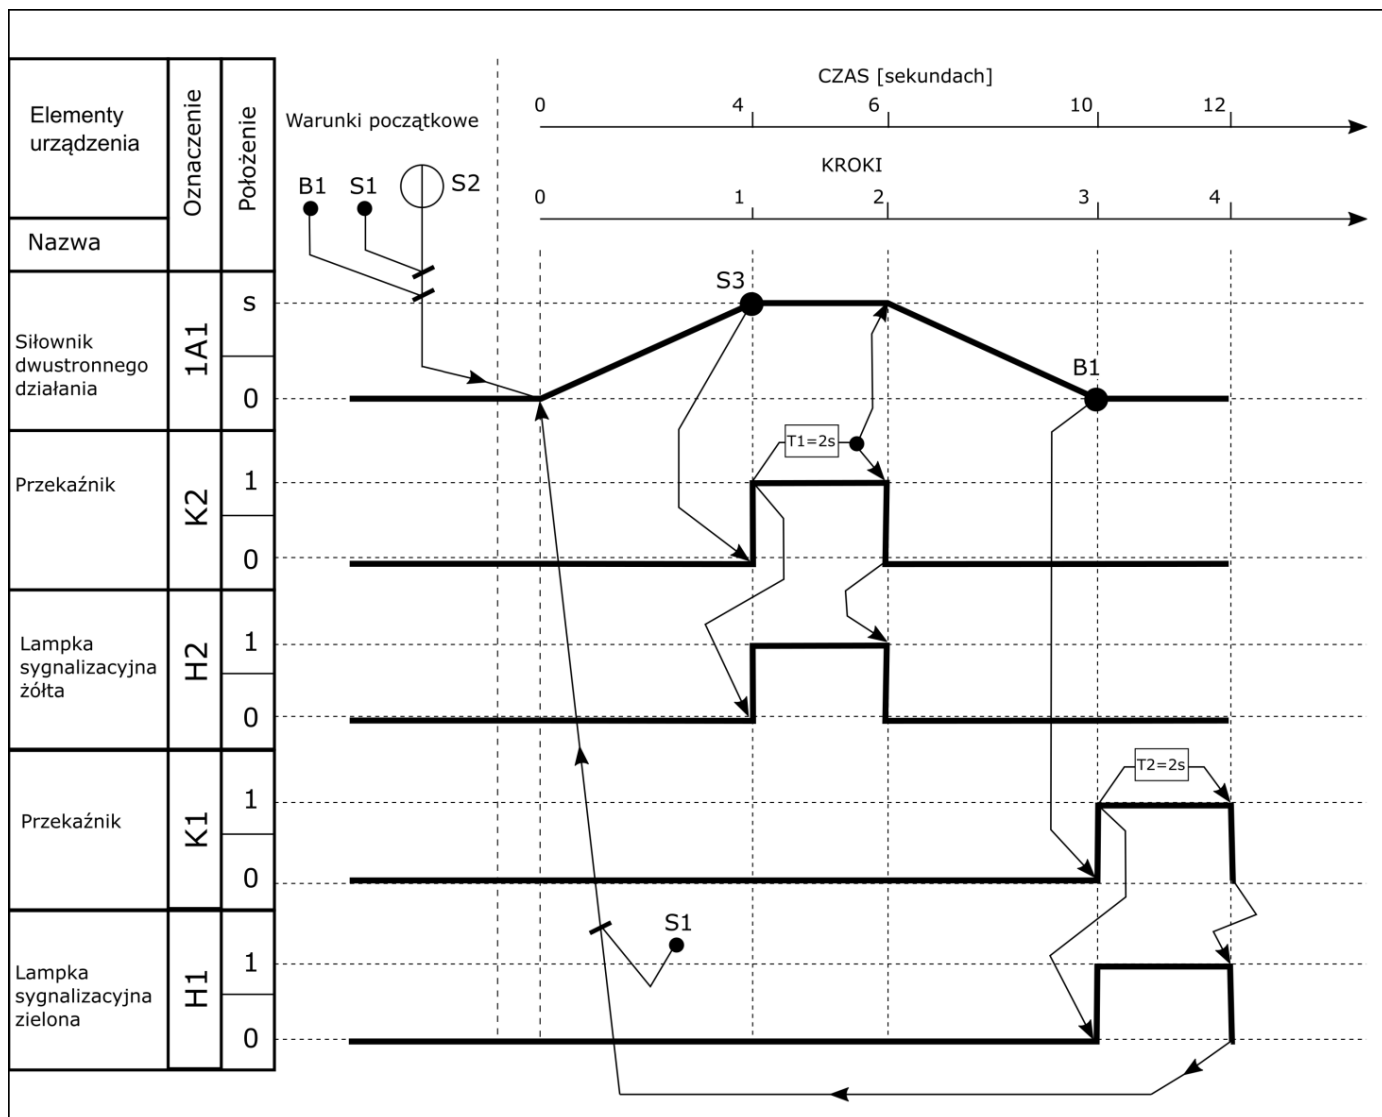 Elementy
urządzenia
Nazwa
Oznaczenie
Położenie
Warunki początkowe
B1 S1 S2
CZAS [sekundach]
0 4 6 10 12
KROKI
0 1 2 3 4
Siłownik
dwustronnego
działania
1A1
s
0
S3
B1
Przekaźnik
K2
1
0
T1=2s
Lampka
sygnalizacyjna
żółta
H2
1
0
Przekaźnik
K1
1
0
T2=2s
Lampka
sygnalizacyjna
zielona
H1
1
0
S1